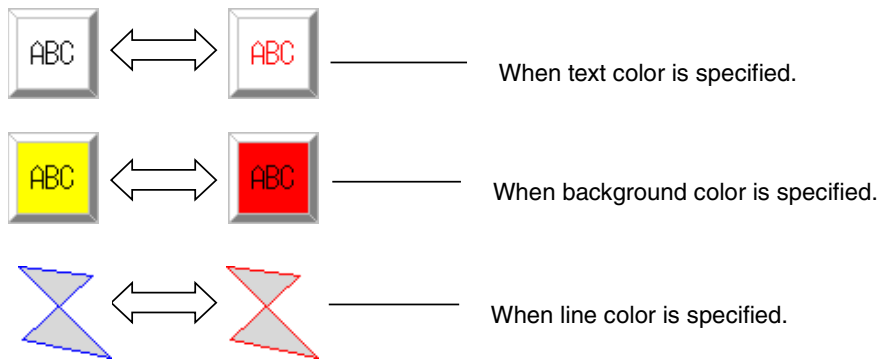 ABC ABC When text color is specified.
ABC ABC When background color is specified.
When line color is specified.